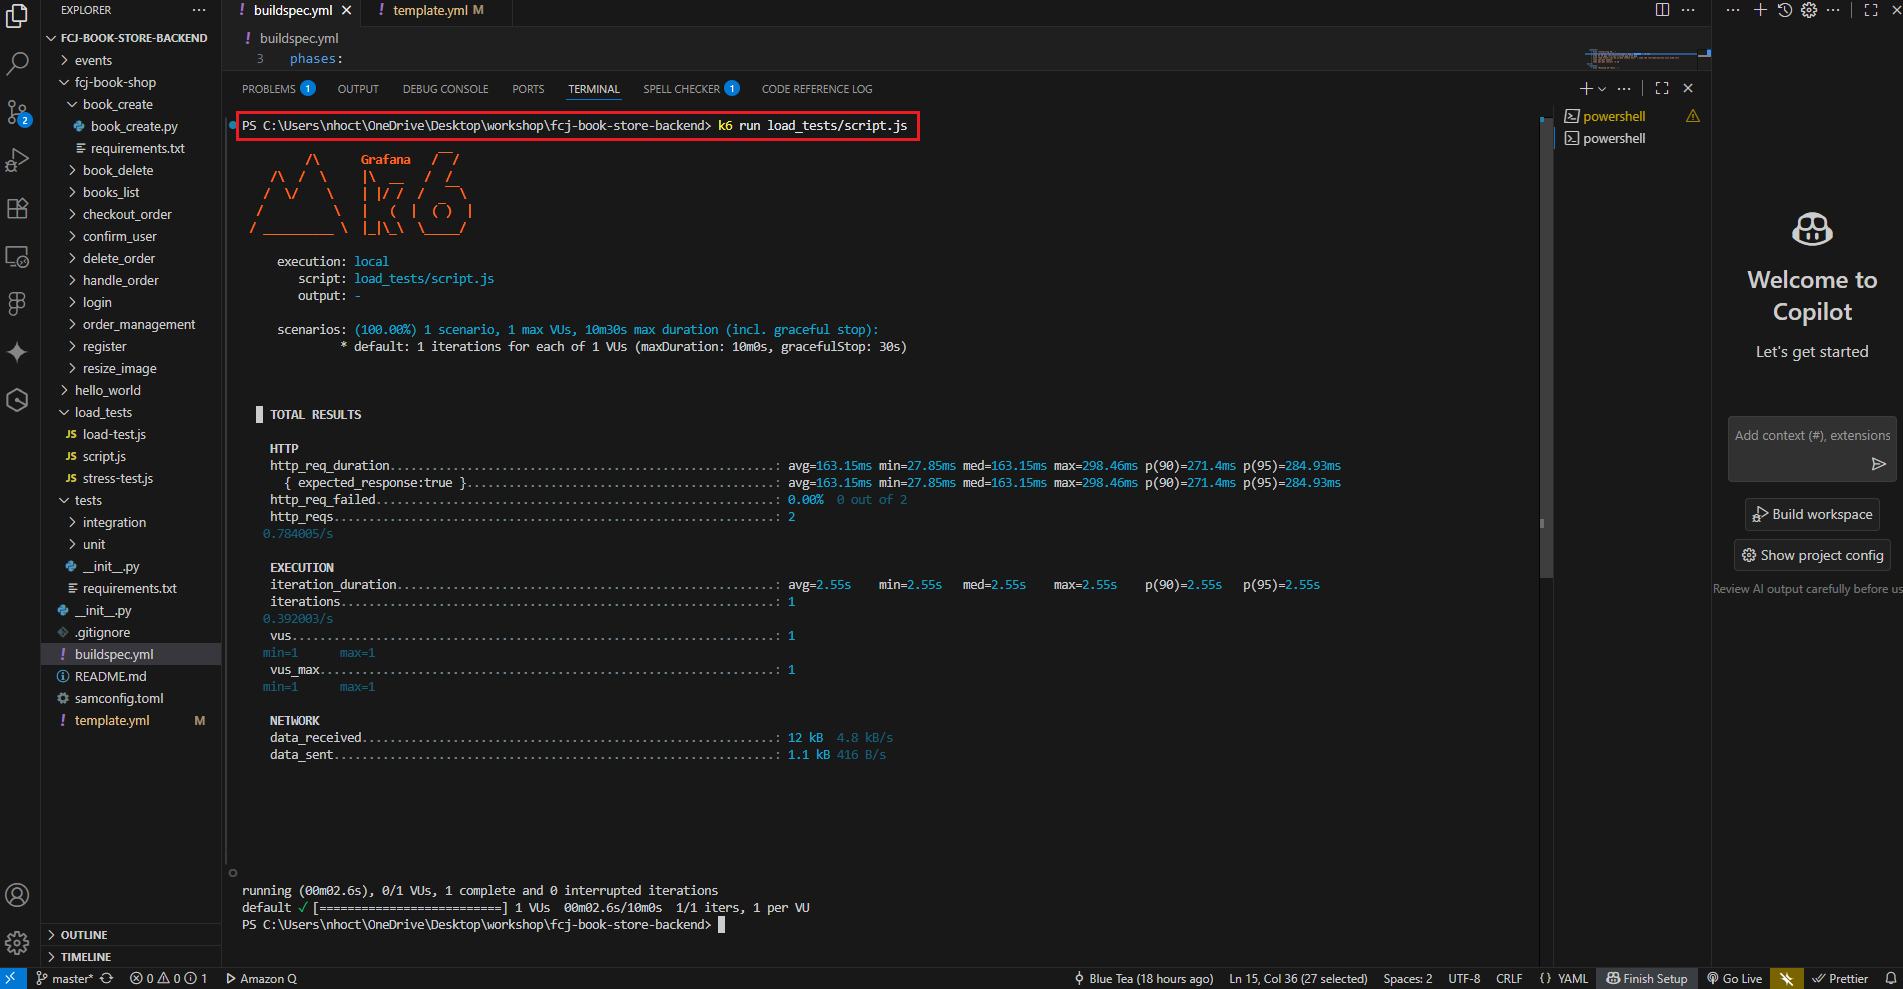 EXPLORER
FCJ-BOOK-STORE-BACKEND
events
fcj-book-shop
book_create
book_create.py
requirements.txt
book_delete
books_list
checkout_order
confirm_user
delete_order
handle_order
login
order_management
register
resize_image
hello_world
load_tests
JS load-test.js
JS script.js
JS stress-test.js
tests
integration
unit
__init__.py
requirements.txt
__init__.py
.gitignore
! buildspec.yml
README.md
samconfig.toml
! template.yml M
OUTLINE
TIMELINE
2
! buildspec.yml
! template.yml M
! buildspec.yml
3 phases:
PROBLEMS 1 OUTPUT DEBUG CONSOLE PORTS TERMINAL SPELL CHECKER 1 CODE REFERENCE LOG
PS C:\Users\nhoct\OneDrive\Desktop\workshop\fcj-book-store-backend> k6 run load_tests/script.js
Grafana
execution: local
script: load_tests/script.js
output: -
scenarios: (100.00%) 1 scenario, 1 max VUs, 10m30s max duration (incl. graceful stop):
* default: 1 iterations for each of 1 VUs (maxDuration: 10m0s, gracefulStop: 30s)
TOTAL RESULTS
HTTP
http_req_duration.......................................................: avg=163.15ms min=27.85ms med=163.15ms max=298.46ms p(90)=271.4ms p(95)=284.93ms
{ expected_response:true }............................................: avg=163.15ms min=27.85ms med=163.15ms max=298.46ms p(90)=271.4ms p(95)=284.93ms
http_req_failed.........................................................: 0.00% 0 out of 2
http_reqs...............................................................: 2
0.784005/s
EXECUTION
iteration_duration......................................................: avg=2.55s min=2.55s med=2.55s max=2.55s p(90)=2.55s p(95)=2.55s
iterations..............................................................: 1
0.392003/s
vus.....................................................................: 1
min=1 max=1
vus_max.................................................................: 1
min=1 max=1
NETWORK
data_received...........................................................: 12 kB 4.8 kB/s
data_sent...............................................................: 1.1 kB 416 B/s
running (00m02.6s), 0/1 VUs, 1 complete and 0 interrupted iterations
default ✓ [==========================] 1 VUs 00m02.6s/10m0s 1/1 iters, 1 per VU
PS C:\Users\nhoct\OneDrive\Desktop\workshop\fcj-book-store-backend>
powershell
powershell
Welcome to
Copilot
Let's get started
Add context (#), extensions
Build workspace
Show project config
Review AI output carefully before us
master* 0 0 1 Amazon Q Blue Tea (18 hours ago) Ln 15, Col 36 (27 selected) Spaces: 2 UTF-8 CRLF {} YAML Finish Setup Go Live Prettier